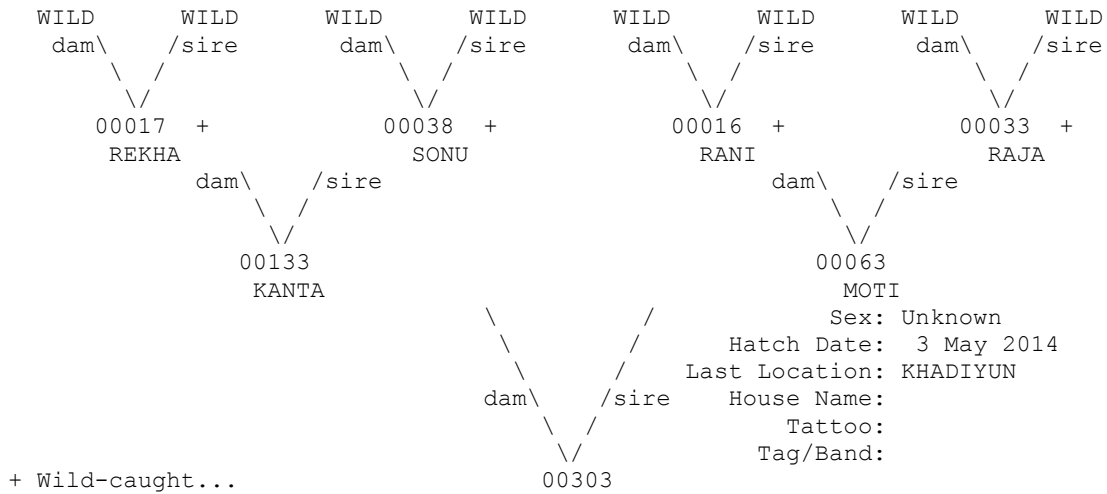 WILD WILD WILD WILD WILD WILD WILD WILD
dam\ /sire dam\ /sire dam\ /sire dam\ /sire
\ / \ / \ / \ /
\/ \/ \/ \/
00017 + 00038 + 00016 + 00033 +
REKHA SONU RANI RAJA
dam\ /sire dam\ /sire
\ / \ /
\/ \/
00133 00063
KANTA MOTI
\ / Sex: Unknown
\ / Hatch Date: 3 May 2014
\ / Last Location: KHADIYUN
dam\ /sire House Name:
\ / Tattoo:
\/ Tag/Band:
+ Wild-caught... 00303